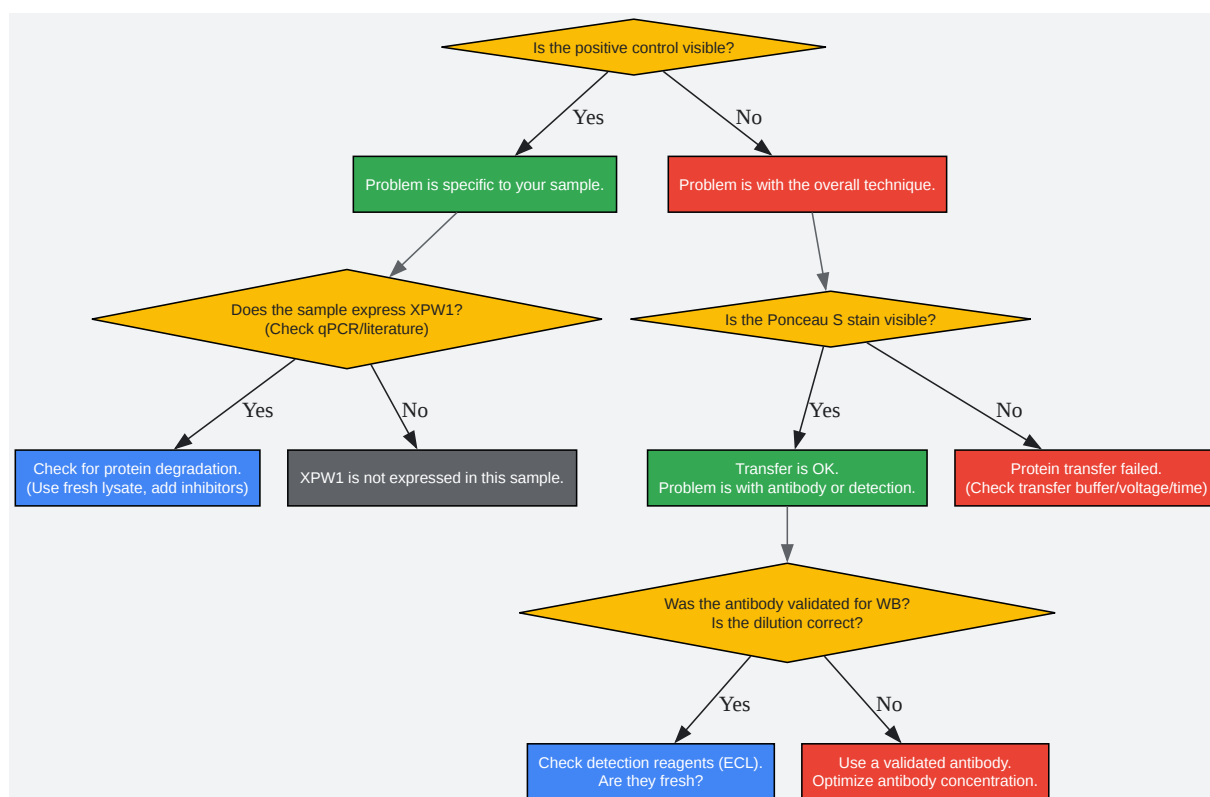 Is the positive control visible?
Yes
No
Problem is specific to your sample.
Problem is with the overall technique.
Does the sample express XPW1?
(Check qPCR/literature)
Is the Ponceau S stain visible?
Yes
No
Yes
No
Check for protein degradation.
(Use fresh lysate, add inhibitors)
XPW1 is not expressed in this sample.
Transfer is OK.
Problem is with antibody or detection.
Protein transfer failed.
(Check transfer buffer/voltage/time)
Was the antibody validated for WB?
Is the dilution correct?
Yes
No
Check detection reagents (ECL).
Are they fresh?
Use a validated antibody.
Optimize antibody concentration.